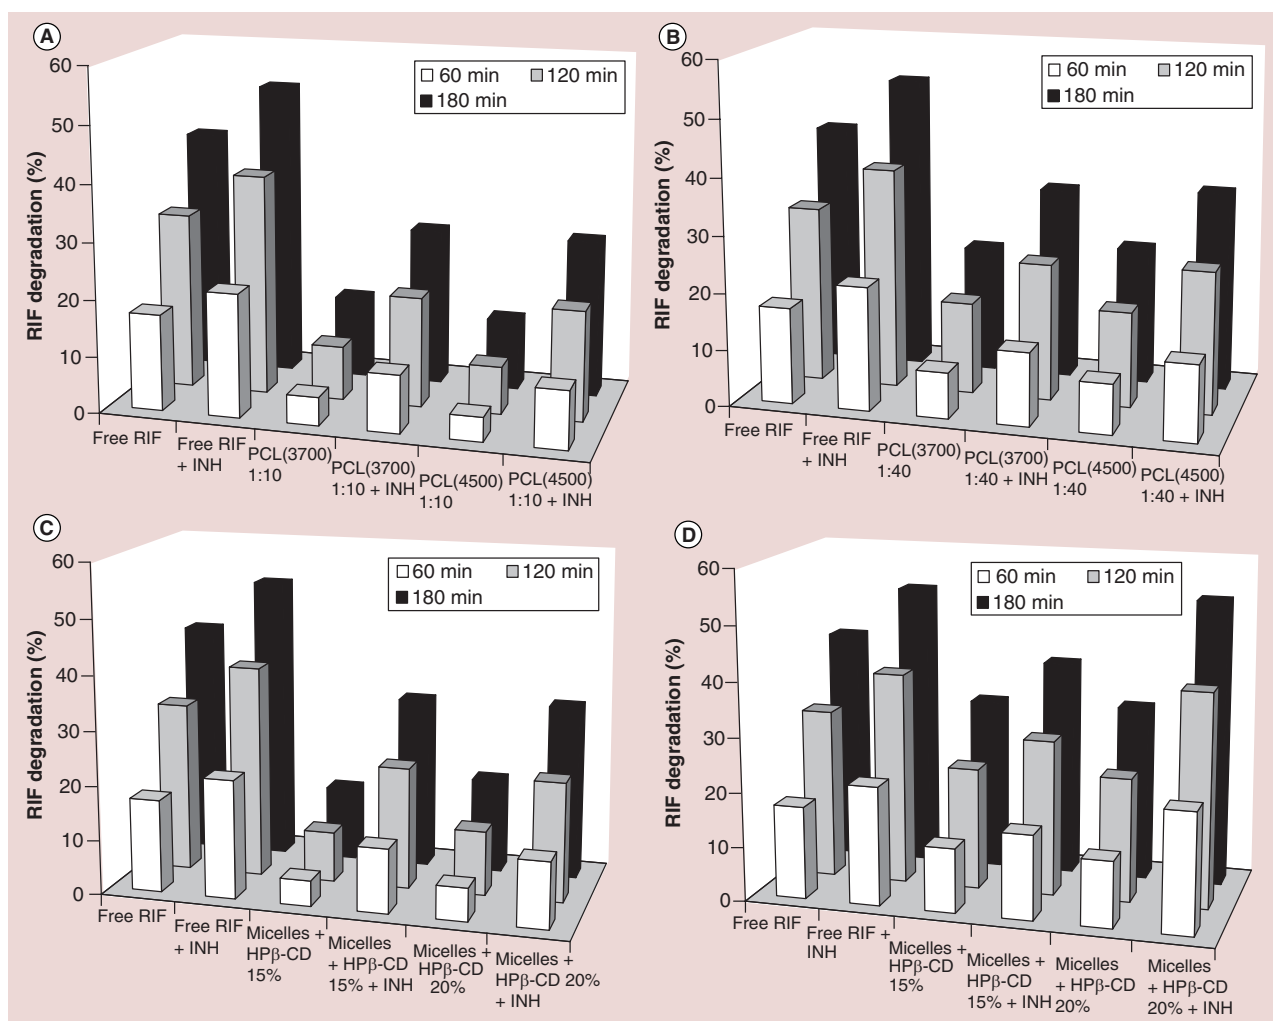 A
RIF degradation (%)
60
50
40
30
20
10
0
60 min
120 min
180 min
Free RIF
Free RIF
+ INH
PCL(3700)
1:10
PCL(3700)
1:10 + INH
PCL(4500)
1:10
PCL(4500)
1:10 + INH
B
RIF degradation (%)
60
50
40
30
20
10
0
60 min
120 min
180 min
Free RIF
Free RIF
+ INH
PCL(3700)
1:40
PCL(3700)
1:40 + INH
PCL(4500)
1:40
PCL(4500)
1:40 + INH
C
RIF degradation (%)
60
50
40
30
20
10
0
60 min
120 min
180 min
Free RIF
Free RIF
+ INH
Micelles +
HPβ-CD
15%
Micelles
+ HPβ-CD
15% + INH
Micelles +
HPβ-CD
20%
Micelles +
HPβ-CD 20%
+ INH
D
RIF degradation (%)
60
50
40
30
20
10
0
60 min
120 min
180 min
Free RIF
Free RIF +
INH
Micelles +
HPβ-CD
15%
Micelles +
HPβ-CD
15% + INH
Micelles
+ HPβ-CD
20%
Micelles
+ HPβ-CD
20% + INH